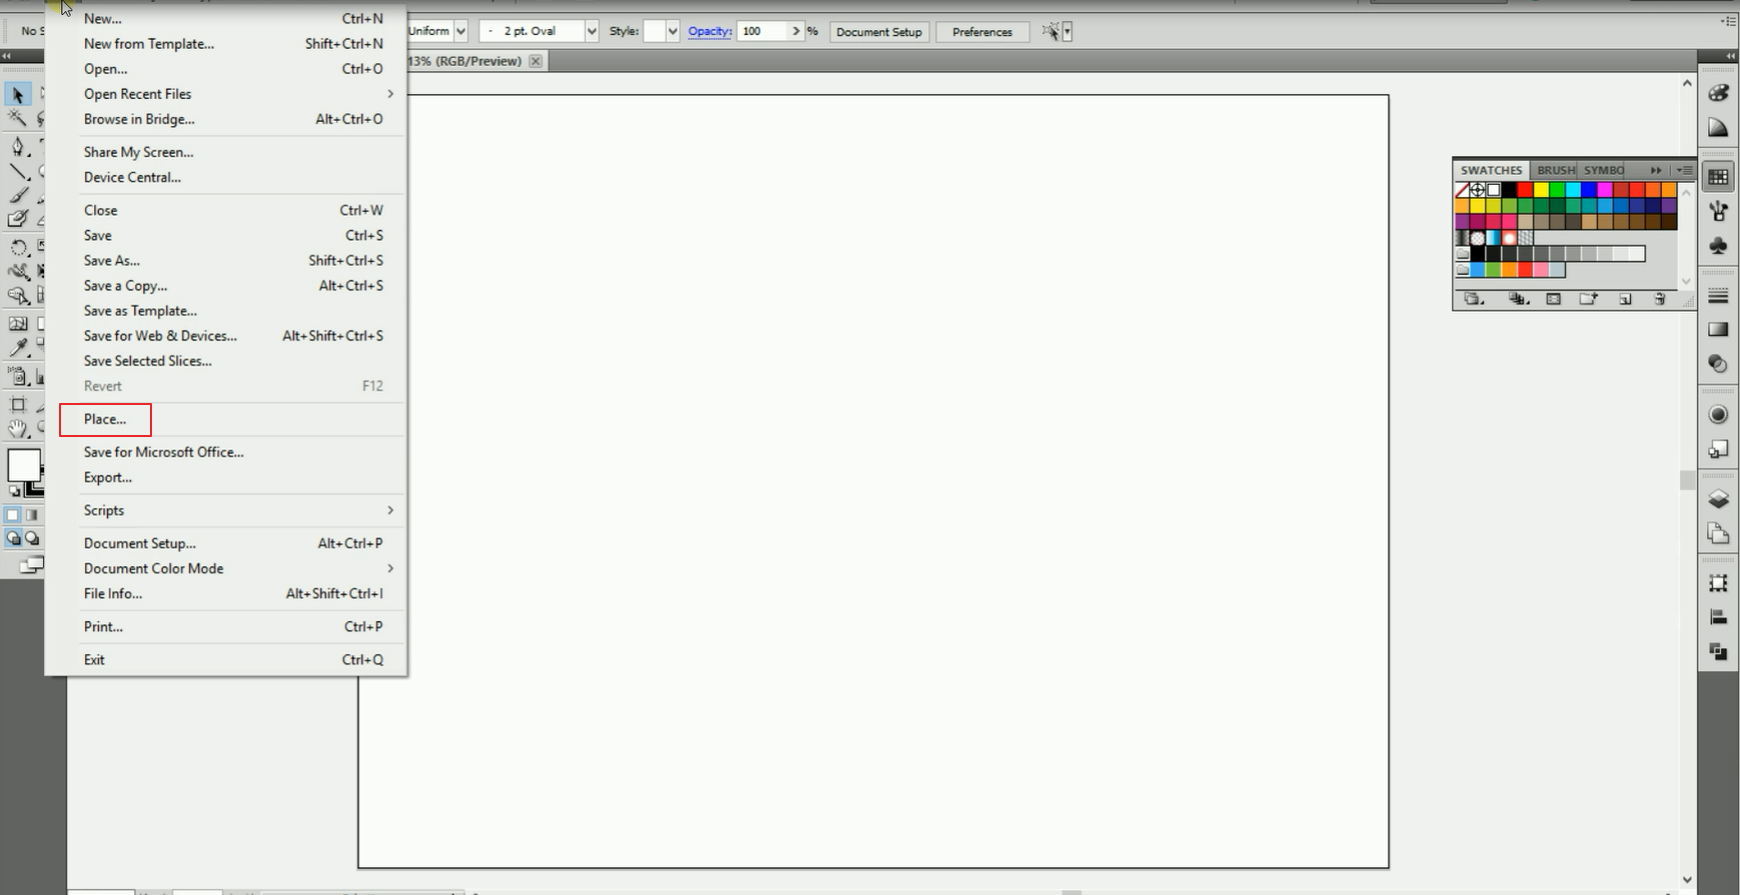 No S
Uniform
- 2 pt. Oval
Style:
Opacity:
100
%
Document Setup
Preferences
13% (RGB/Preview)
New... Ctrl+N
New from Template... Shift+Ctrl+N
Open... Ctrl+O
Open Recent Files
Browse in Bridge... Alt+Ctrl+O
Share My Screen...
Device Central...
Close Ctrl+W
Save Ctrl+S
Save As... Shift+Ctrl+S
Save a Copy... Alt+Ctrl+S
Save as Template...
Save for Web & Devices... Alt+Shift+Ctrl+S
Save Selected Slices...
Revert F12
Place...
Save for Microsoft Office...
Export...
Scripts
Document Setup... Alt+Ctrl+P
Document Color Mode
File Info... Alt+Shift+Ctrl+I
Print... Ctrl+P
Exit Ctrl+Q
SWATCHES BRUSH SYMBO